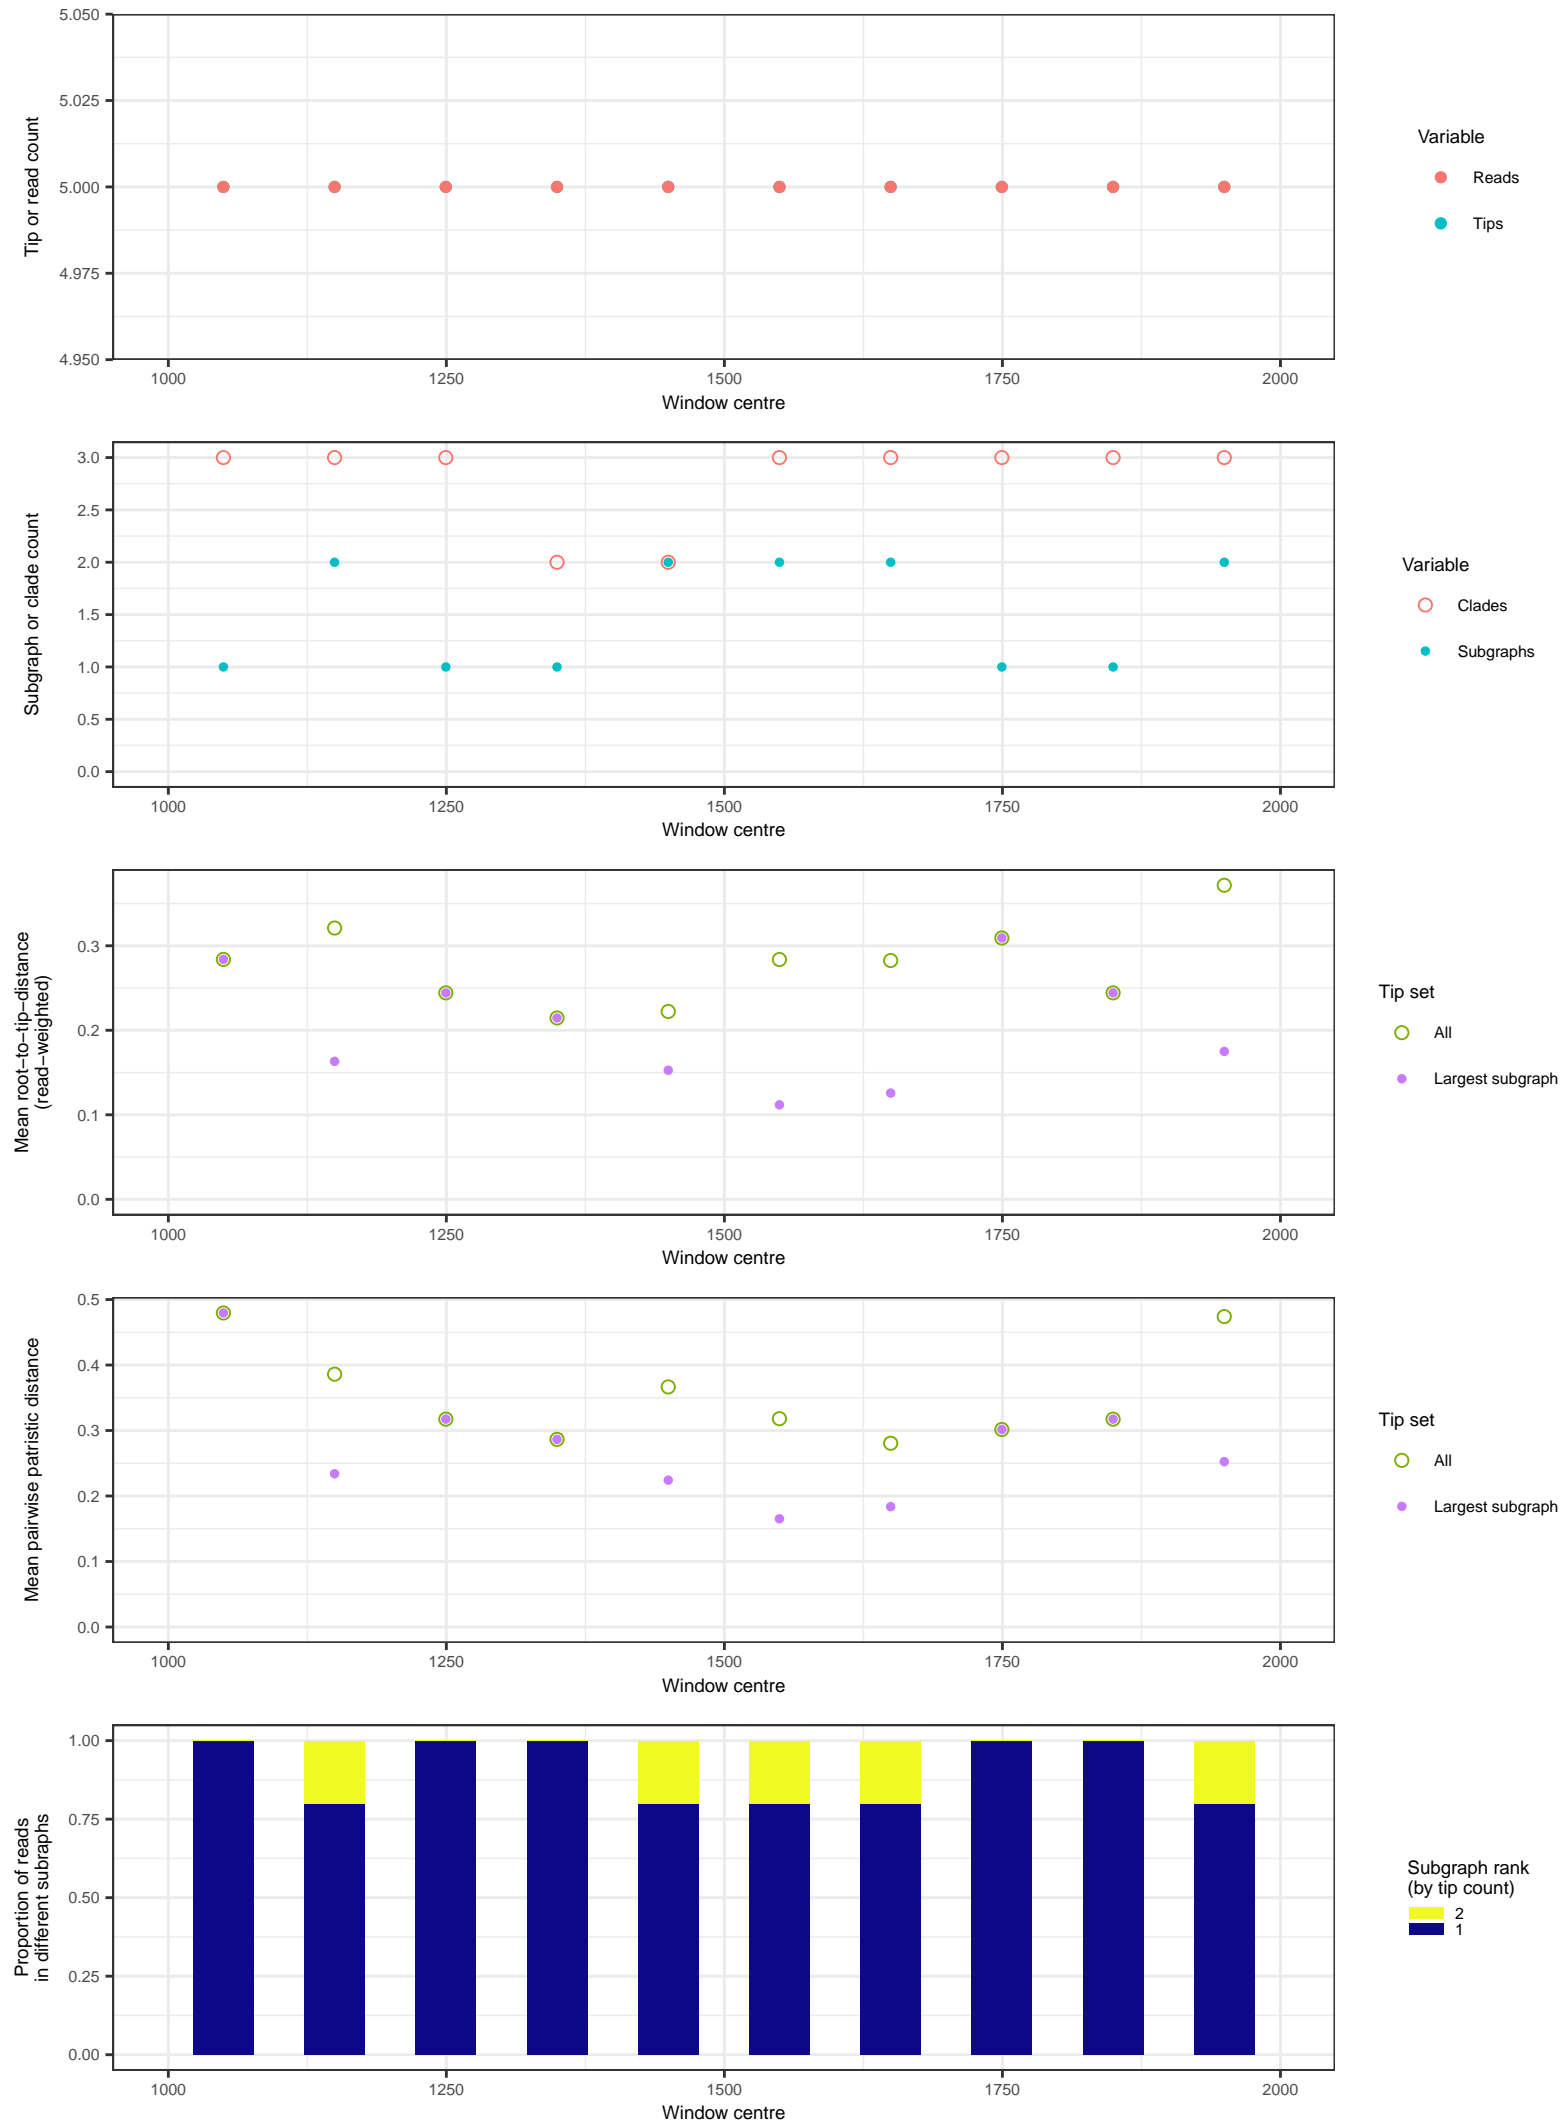 5.050
5.025
5.000
4.975
4.950
Tip or read count
1000 1250 1500 1750 2000
Window centre
Variable
Reads
Tips
3.0
2.5
2.0
1.5
1.0
0.5
0.0
Subgraph or clade count
1000 1250 1500 1750 2000
Window centre
Variable
Clades
Subgraphs
0.3
0.2
0.1
0.0
Mean root−to−tip−distance
(read−weighted)
1000 1250 1500 1750 2000
Window centre
Tip set
All
Largest subgraph
0.5
0.4
0.3
0.2
0.1
0.0
Mean pairwise patristic distance
1000 1250 1500 1750 2000
Window centre
Tip set
All
Largest subgraph
1.00
0.75
0.50
0.25
0.00
Proportion of reads
in different subraphs
1000 1250 1500 1750 2000
Window centre
Subgraph rank
(by tip count)
2
1